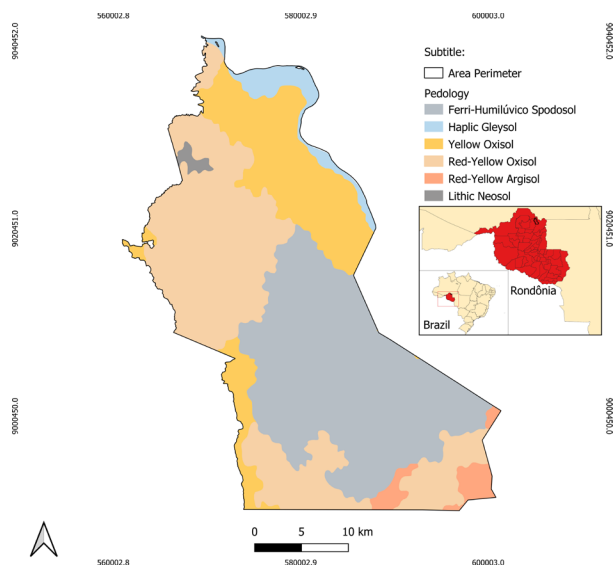 560002.8
580002.9
600003.0
9040452.0
9040452.0
Subtitle:
Area Perimeter
Pedology
Ferri-Humilúvico Spodosol
Haplic Gleysol
Yellow Oxisol
Red-Yellow Oxisol
Red-Yellow Argisol
Lithic Neosol
9020451.0
9020451.0
Rondônia
Brazil
9000450.0
9000450.0
0
5
10 km
560002.8
580002.9
600003.0